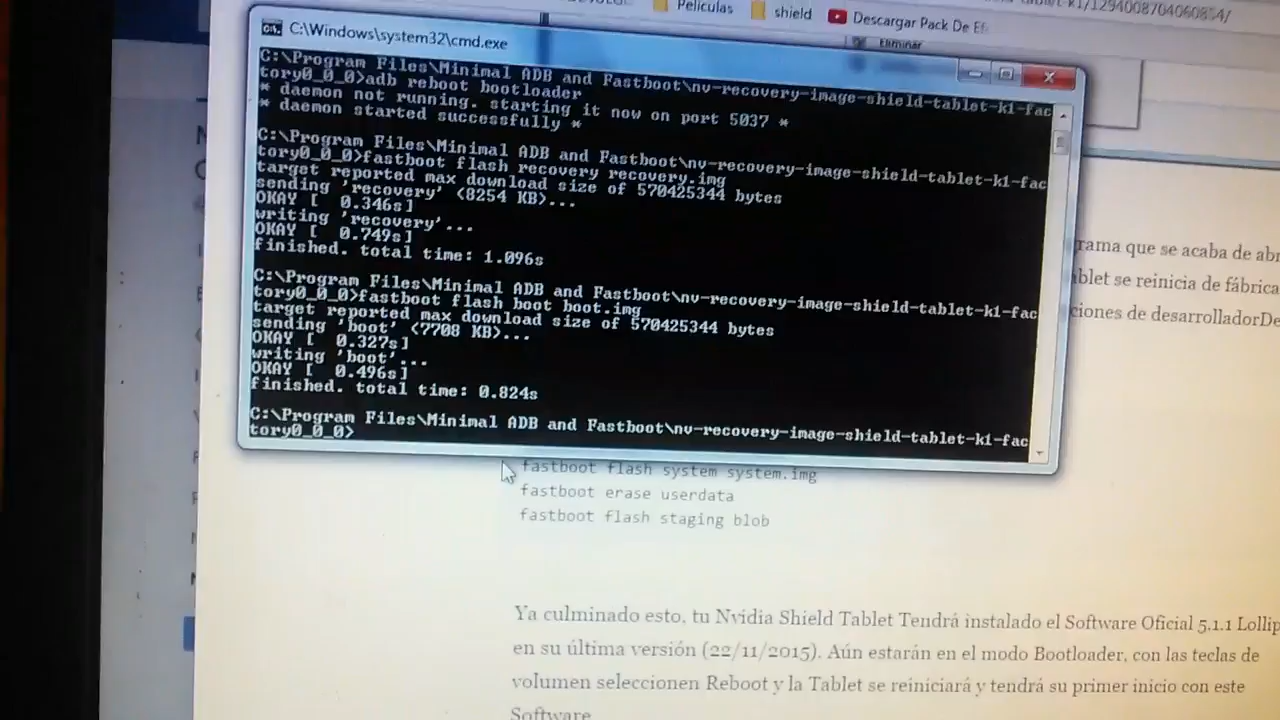 tablet-k1/1294008704060854/
Peliculas
shield
Descargar Pack De Ef
Eliminar
C:\Windows\system32\cmd.exe
C:\Program Files\Minimal ADB and Fastboot\nv-recovery-image-shield-tablet-k1-fac
tory0_0_0>adb reboot bootloader
* daemon not running. starting it now on port 5037 *
* daemon started successfully *
C:\Program Files\Minimal ADB and Fastboot\nv-recovery-image-shield-tablet-k1-fac
tory0_0_0>fastboot flash recovery recovery.img
target reported max download size of 570425344 bytes
sending 'recovery' (8254 KB)...
OKAY [  0.346s]
writing 'recovery'...
OKAY [  0.749s]
finished. total time: 1.096s
C:\Program Files\Minimal ADB and Fastboot\nv-recovery-image-shield-tablet-k1-fac
tory0_0_0>fastboot flash boot boot.img
target reported max download size of 570425344 bytes
sending 'boot' (7708 KB)...
OKAY [  0.327s]
writing 'boot'...
OKAY [  0.496s]
finished. total time: 0.824s
C:\Program Files\Minimal ADB and Fastboot\nv-recovery-image-shield-tablet-k1-fac
tory0_0_0>
rama que se acaba de abr
ablet se reinicia de fábrica
ciones de desarrolladorDe
fastboot flash system system.img
fastboot erase userdata
fastboot flash staging blob
Ya culminado esto, tu Nvidia Shield Tablet Tendrá instalado el Software Oficial 5.1.1 Lollip
en su última versión (22/11/2015). Aún estarán en el modo Bootloader, con las teclas de
volumen seleccionen Reboot y la Tablet se reiniciará y tendrá su primer inicio con este
Software